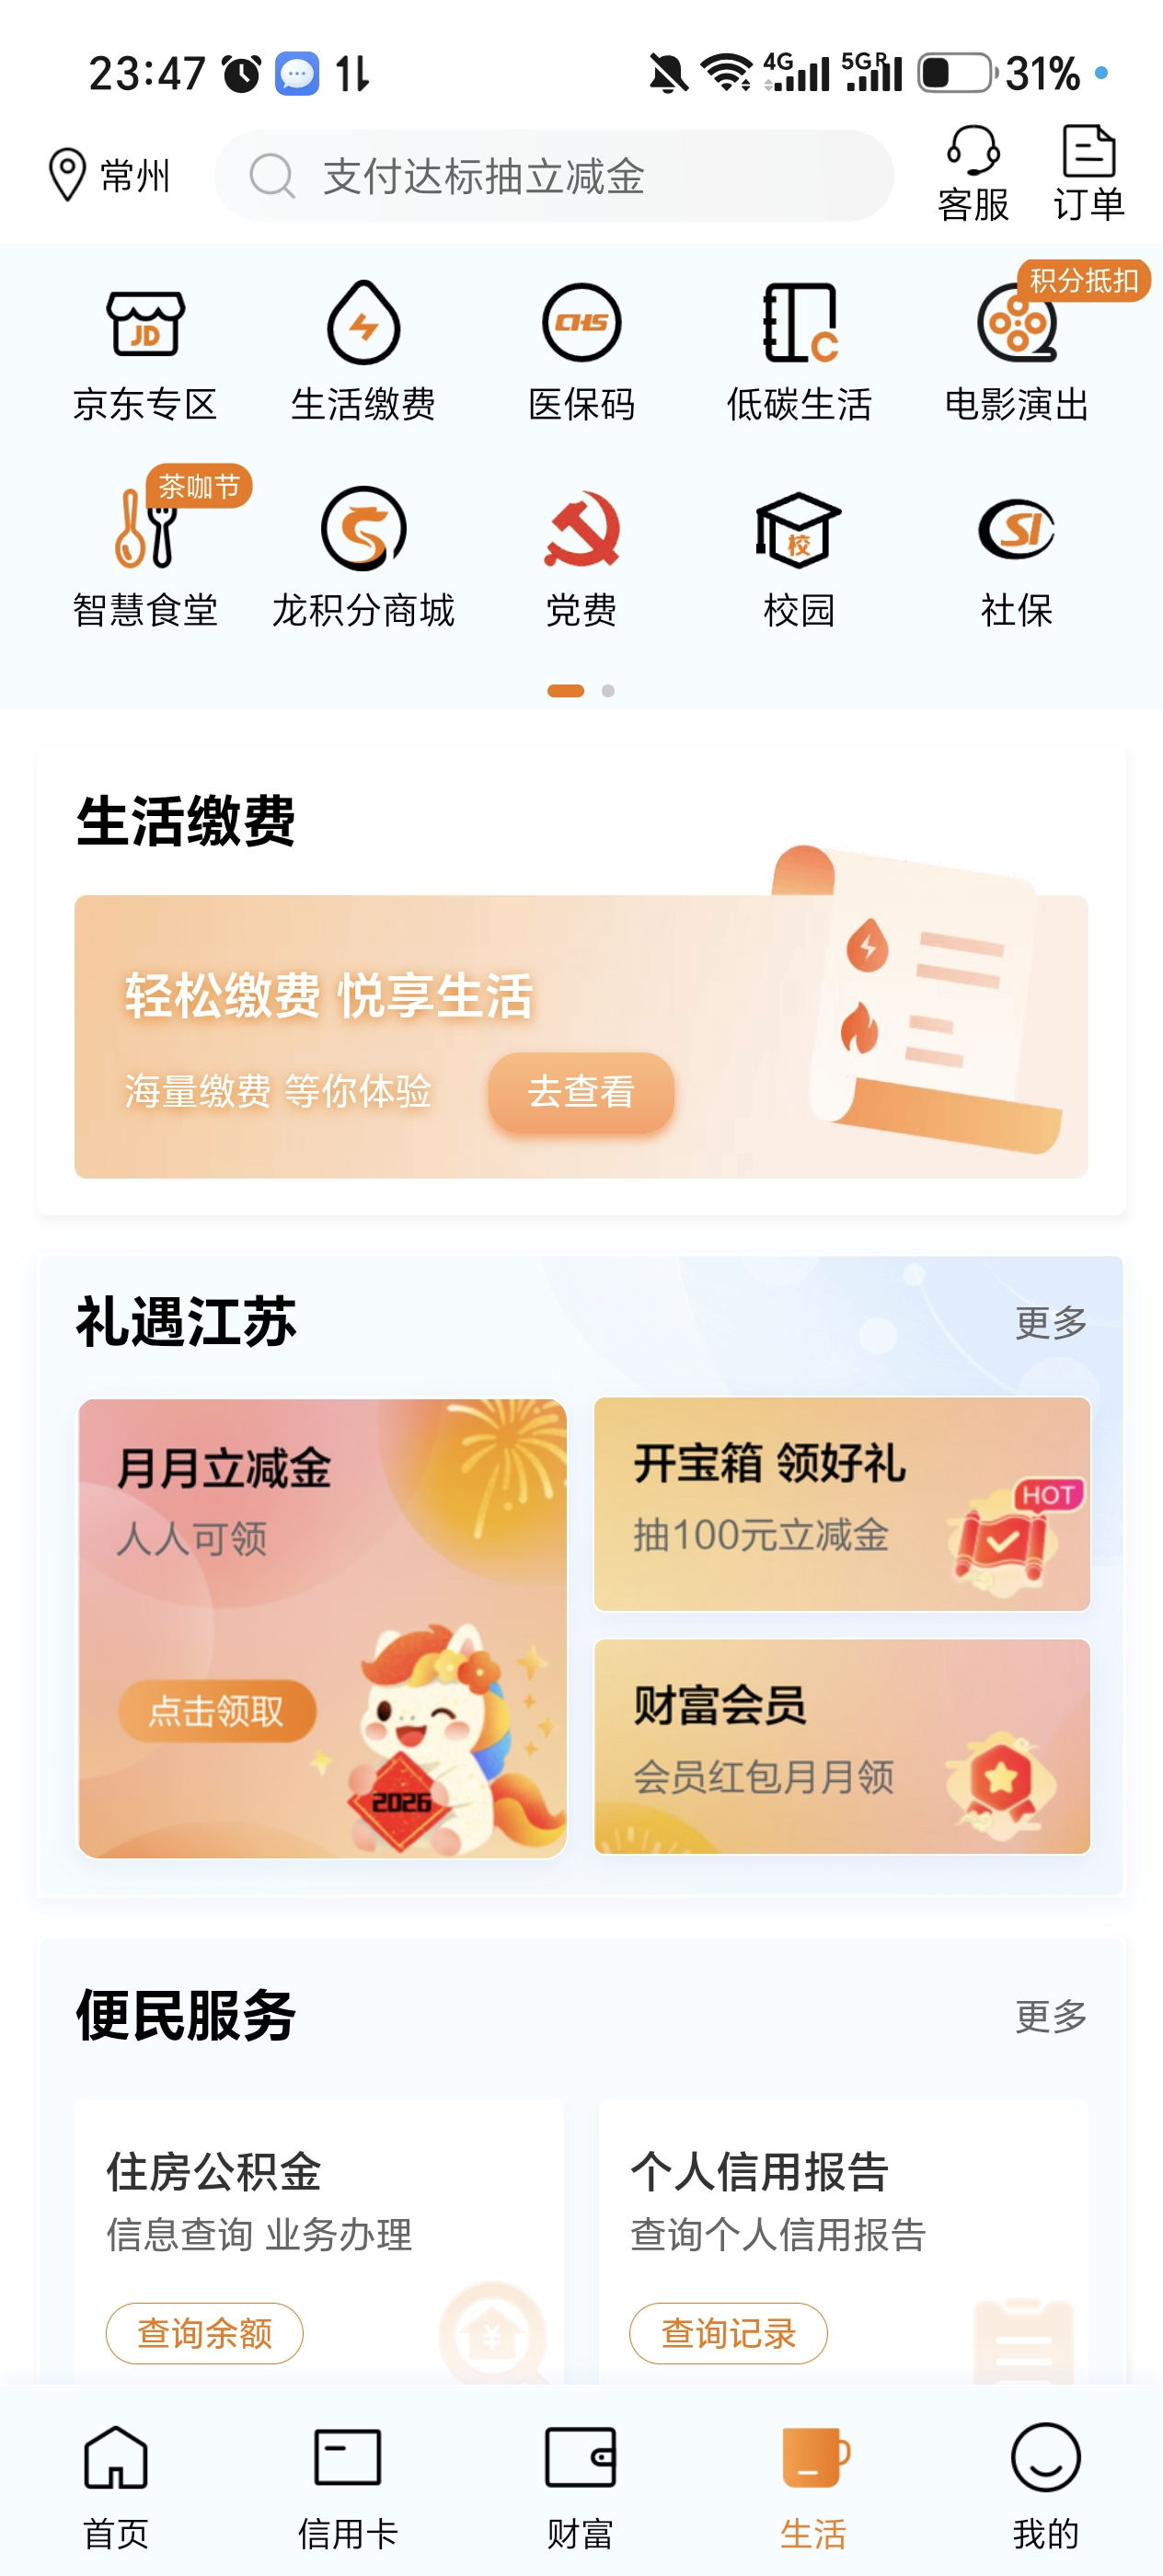 23:47 4G 5G R 31%
常州 支付达标抽立减金 客服 订单
积分抵扣
JD CHS C
京东专区 生活缴费 医保码 低碳生活 电影演出
茶咖节
校 SI
智慧食堂 龙积分商城 党费 校园 社保
生活缴费
轻松缴费 悦享生活
海量缴费 等你体验 去查看
礼遇江苏 更多
月月立减金
人人可领
点击领取
2026
开宝箱 领好礼
HOT
抽100元立减金
财富会员
会员红包月月领
便民服务 更多
住房公积金
信息查询 业务办理
查询余额
¥
个人信用报告
查询个人信用报告
查询记录
首页 信用卡 财富 生活 我的